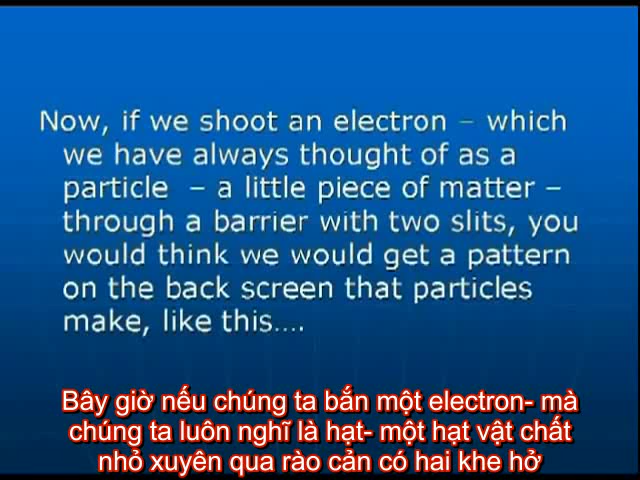 Now, if we shoot an electron – which
we have always thought of as a
particle – a little piece of matter –
through a barrier with two slits, you
would think we would get a pattern
on the back screen that particles
make, like this….
Bây giờ nếu chúng ta bắn một electron- mà
chúng ta luôn nghĩ là hạt- một hạt vật chất
nhỏ xuyên qua rào cản có hai khe hở